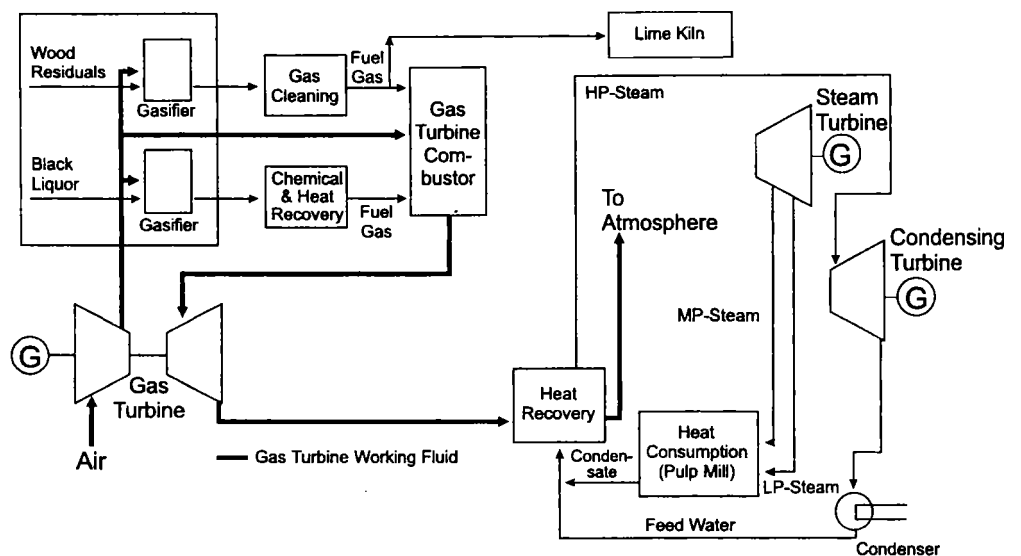 Wood
Residuals
Gasifier
Gas
Cleaning
Fuel
Gas
Lime Kiln
Gas
Turbine
Com-
bustor
Black
Liquor
Gasifier
Chemical
& Heat
Recovery
Fuel
Gas
HP-Steam
Steam
Turbine
G
To
Atmosphere
Condensing
Turbine
G
MP-Steam
G
Gas
Turbine
Air
Gas Turbine Working Fluid
Heat
Recovery
Heat
Consumption
(Pulp Mill)
Conden-
sate
LP-Steam
Feed Water
Condenser